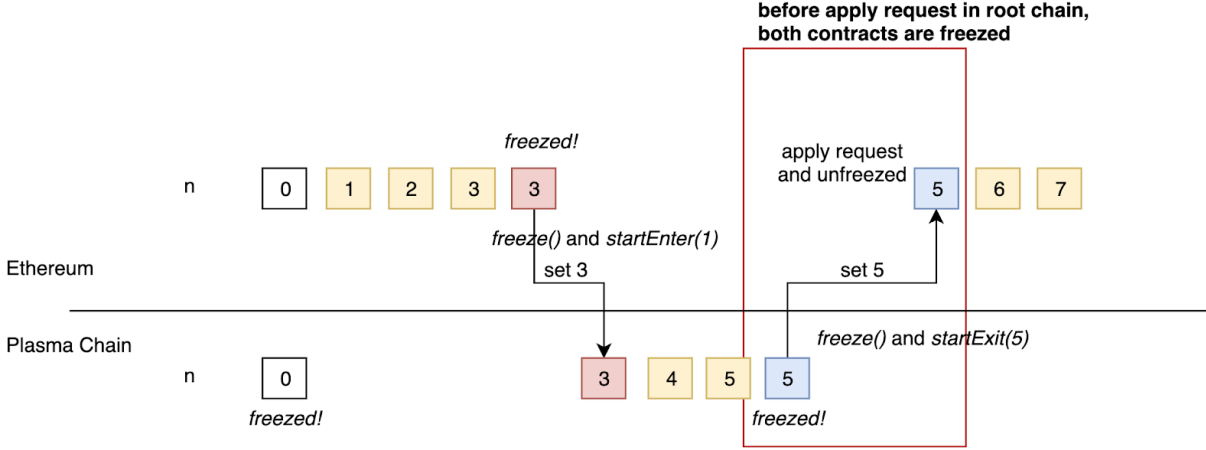 before apply request in root chain,
both contracts are freezed
freezed!
apply request
and unfreezed
n 0 1 2 3 3 5 6 7
freeze() and startEnter(1)
Ethereum
set 3 set 5
Plasma Chain
freeze() and startExit(5)
n 0 3 4 5 5
freezed! freezed!